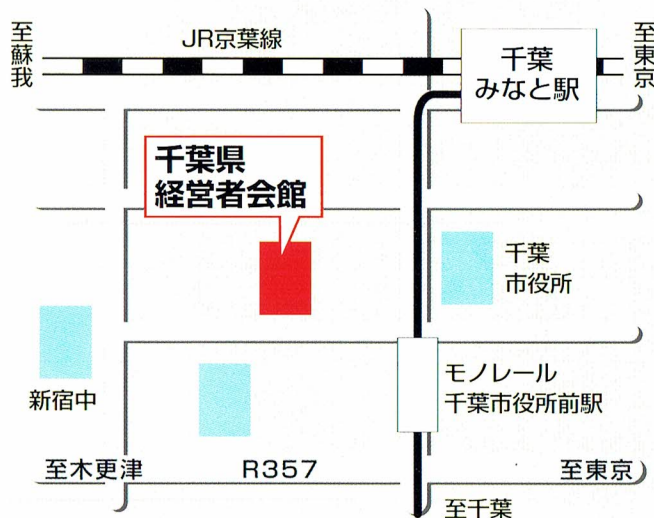 至蘇我
JR京葉線
千葉
みなと駅
至東京
千葉県
経営者会館
千葉
市役所
新宿中
モノレール
千葉市役所前駅
至木更津
R357
至東京
至千葉